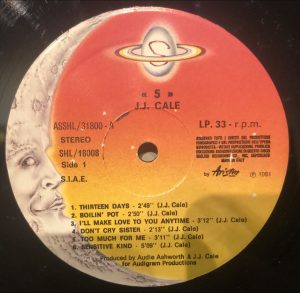 « 5 »
J.J. CALE
ASSHL/31800-A
STEREO
SHL/18008
Side 1
S.I.A.E.
LP. 33 - r.p.m.
by Ariston
℗ 1981
1. THIRTEEN DAYS - 2'49" (J.J. Cale)
2. BOILIN' POT - 2'50" (J.J. Cale)
3. I'LL MAKE LOVE TO YOU ANYTIME - 3'12" (J.J. Cale)
4. DON'T CRY SISTER - 2'13" (J.J. Cale)
5. TOO MUCH FOR ME - 3'11" (J.J. Cale)
6. SENSITIVE KIND - 5'09" (J.J. Cale)
Produced by Audie Ashworth & J.J. Cale
for Audigram Productions